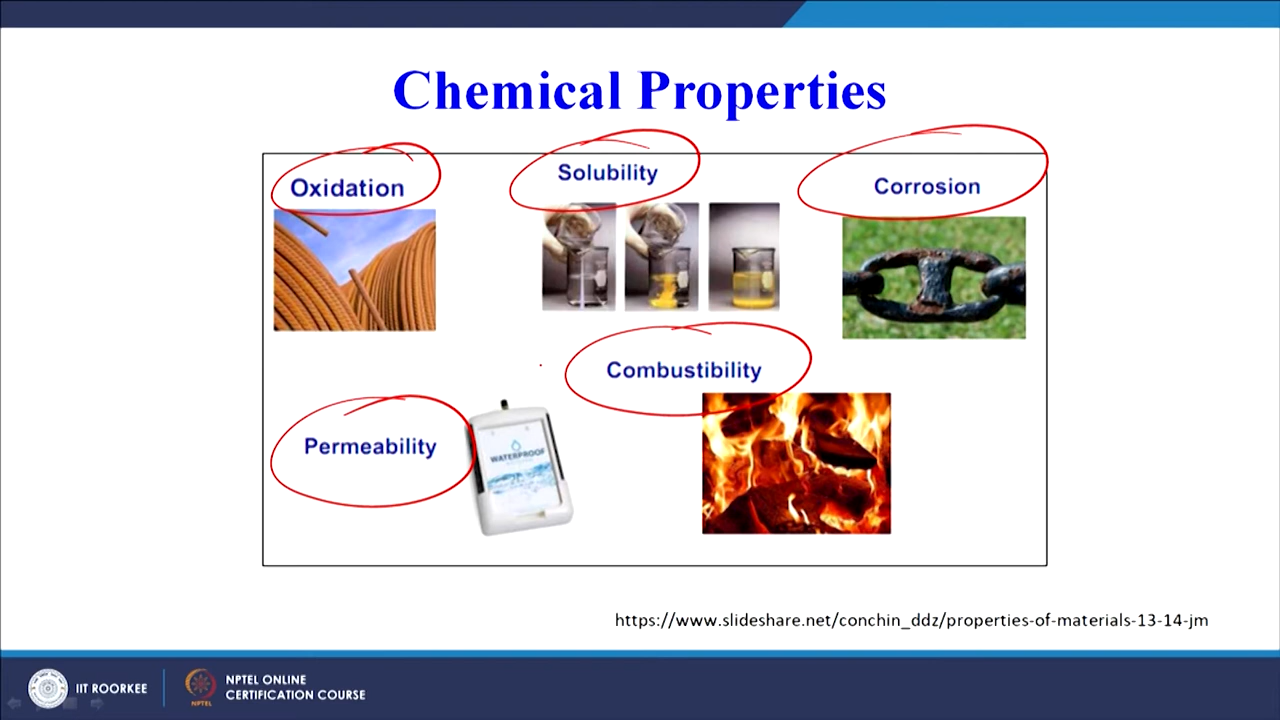 Chemical Properties
Oxidation
Solubility
Corrosion
Combustibility
Permeability
WATERPROOF
https://www.slideshare.net/conchin_ddz/properties-of-materials-13-14-jm
IIT ROORKEE
NPTEL
NPTEL ONLINE
CERTIFICATION COURSE